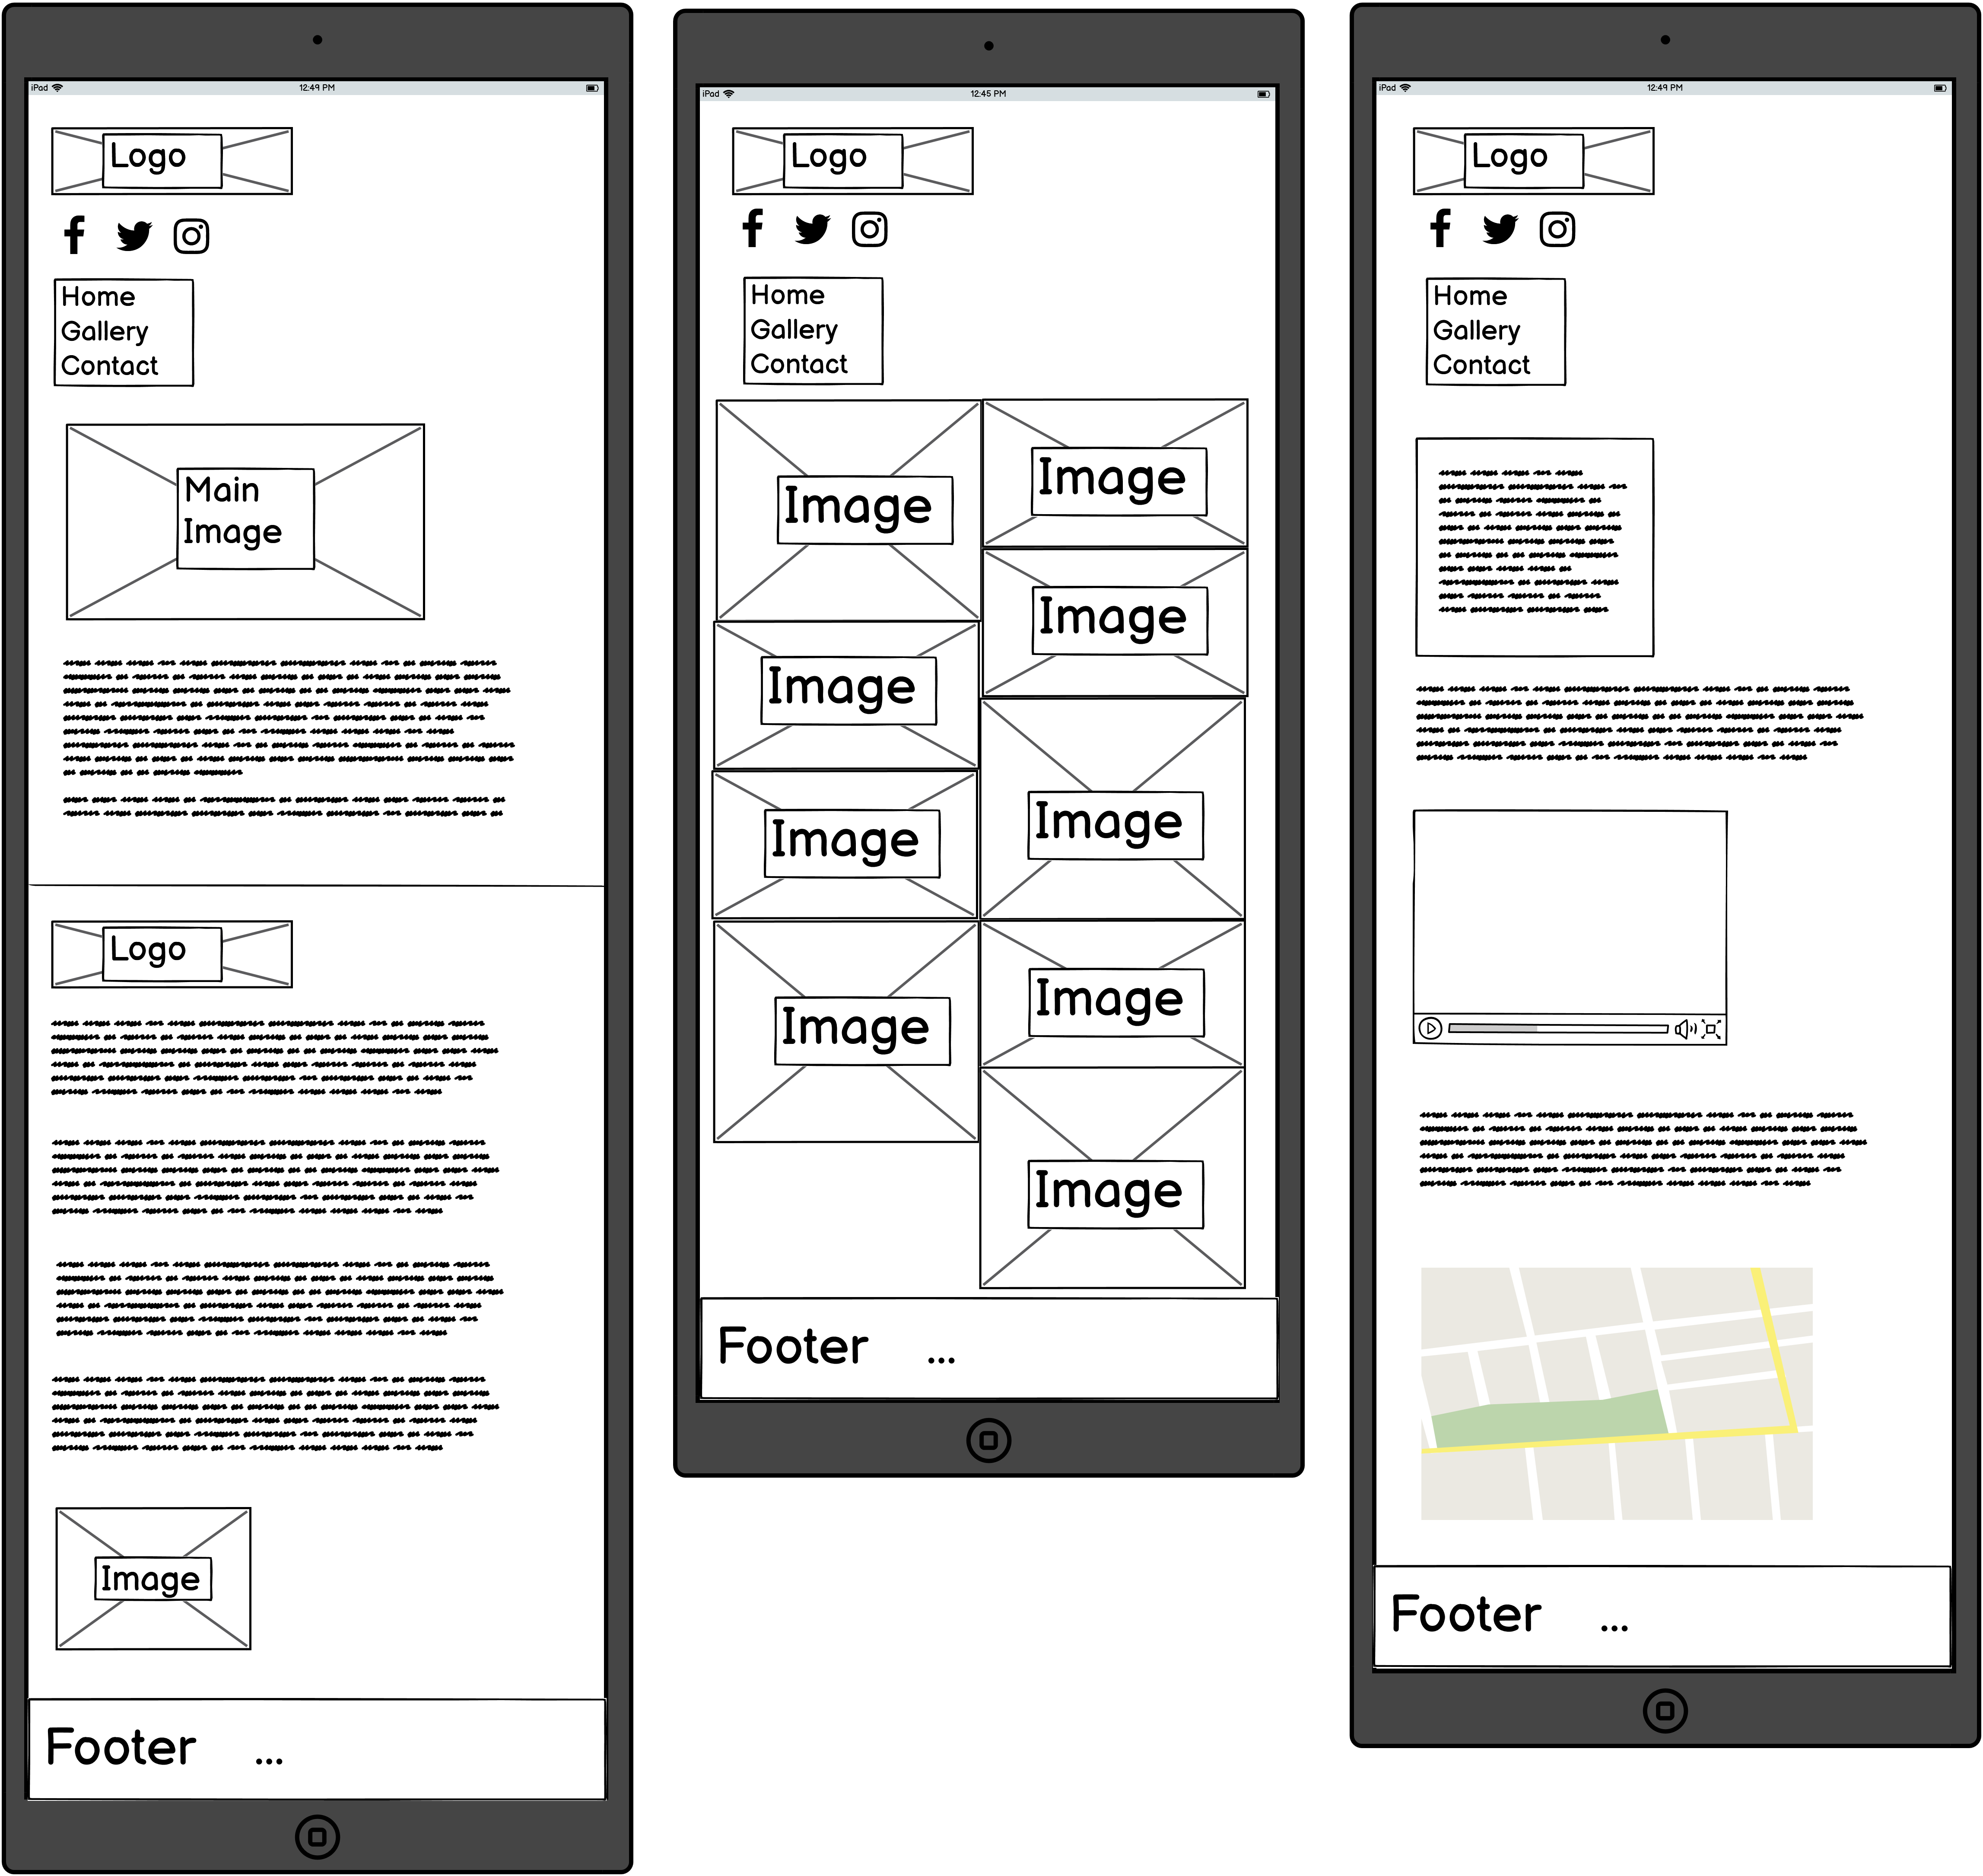 iPad 12:49 PM
Logo
Home
Gallery
Contact
Main
Image
Logo
Image
Footer ...
iPad 12:45 PM
Logo
Home
Gallery
Contact
Image
Image
Image
Image
Image
Image
Image
Image
Image
Footer ...
iPad 12:49 PM
Logo
Home
Gallery
Contact
Footer ...